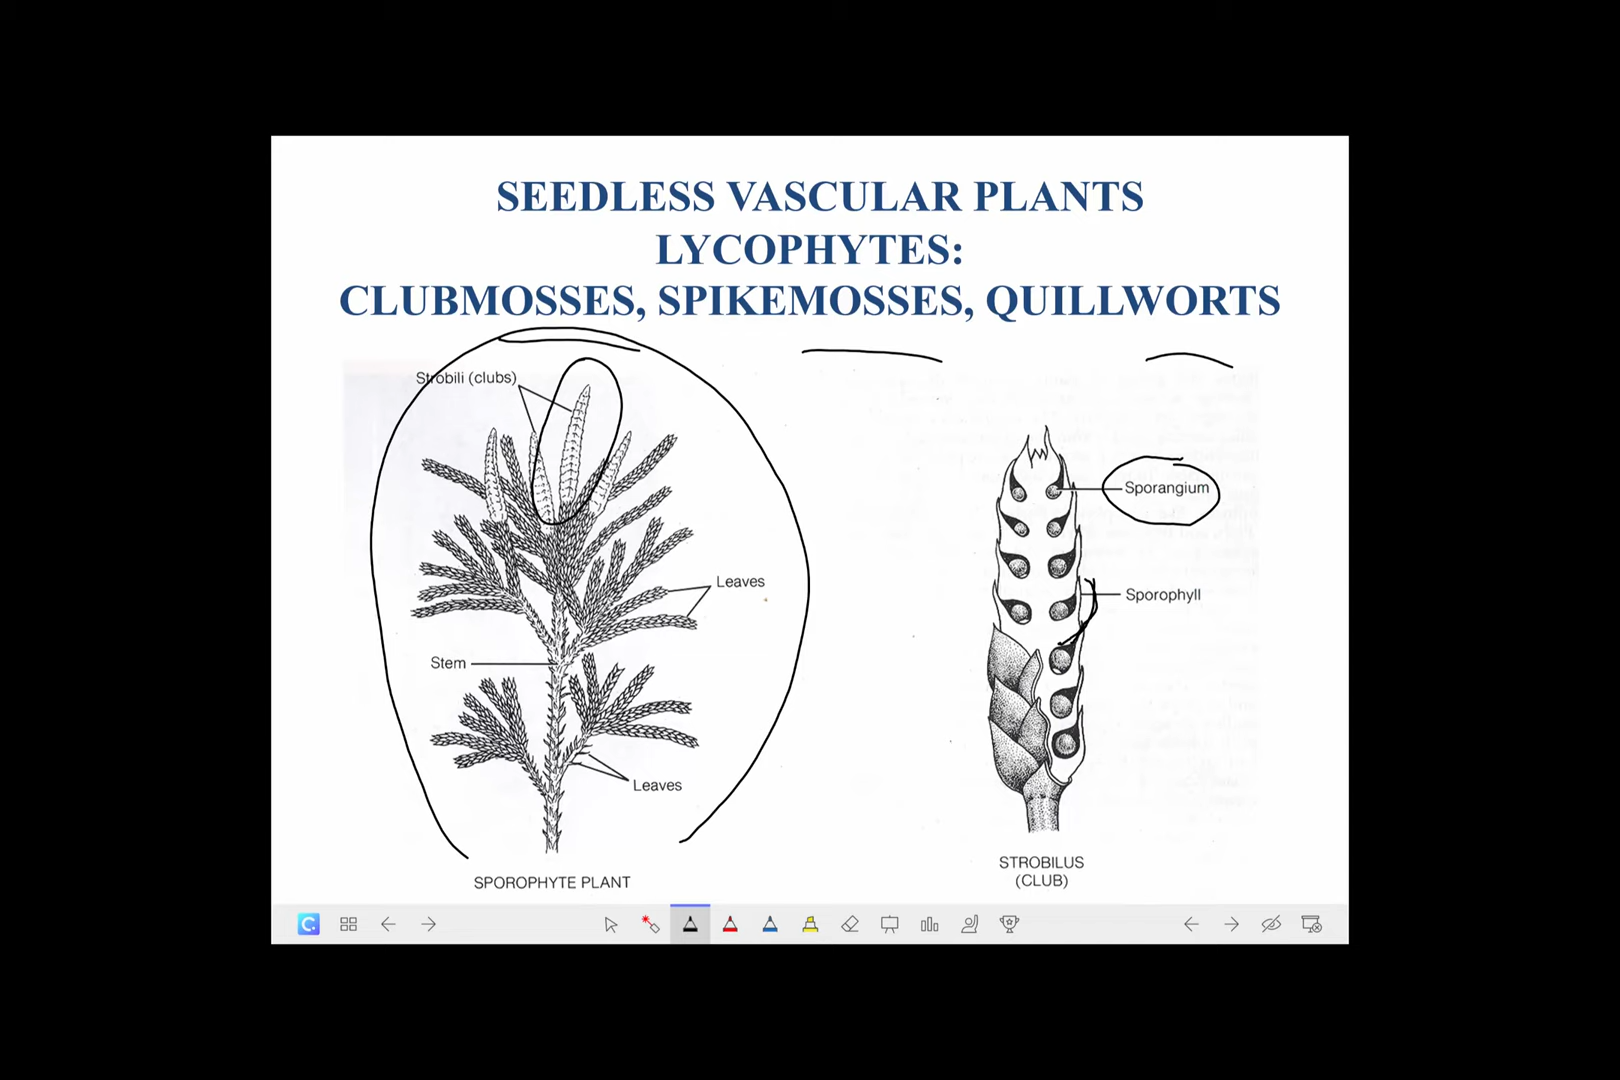 SEEDLESS VASCULAR PLANTS
LYCOPHYTES:
CLUBMOSSES, SPIKEMOSSES, QUILLWORTS
Strobili (clubs)
Leaves
Stem
Leaves
SPOROPHYTE PLANT
Sporangium
Sporophyll
STROBILUS
(CLUB)
C